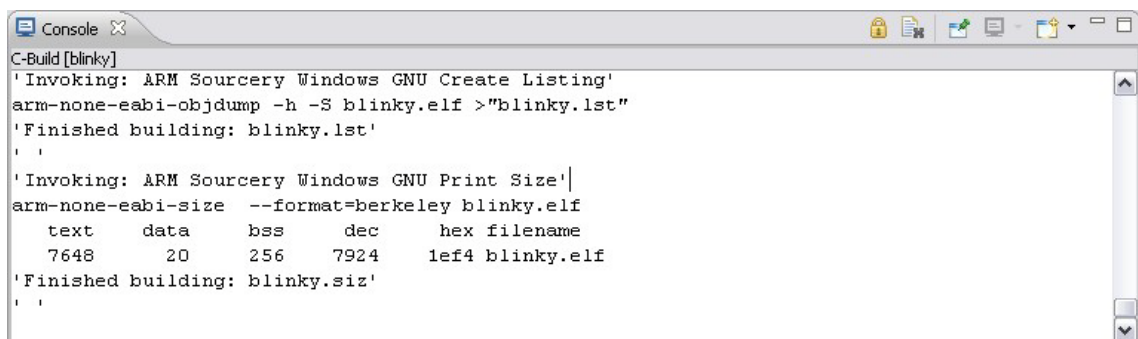 Console
C-Build [blinky]
'Invoking: ARM Sourcery Windows GNU Create Listing'
arm-none-eabi-objdump -h -S blinky.elf >"blinky.lst"
'Finished building: blinky.lst'
' '
'Invoking: ARM Sourcery Windows GNU Print Size'
arm-none-eabi-size  --format=berkeley blinky.elf
   text    data     bss     dec     hex filename
   7648      20     256    7924    1ef4 blinky.elf
'Finished building: blinky.siz'
' '